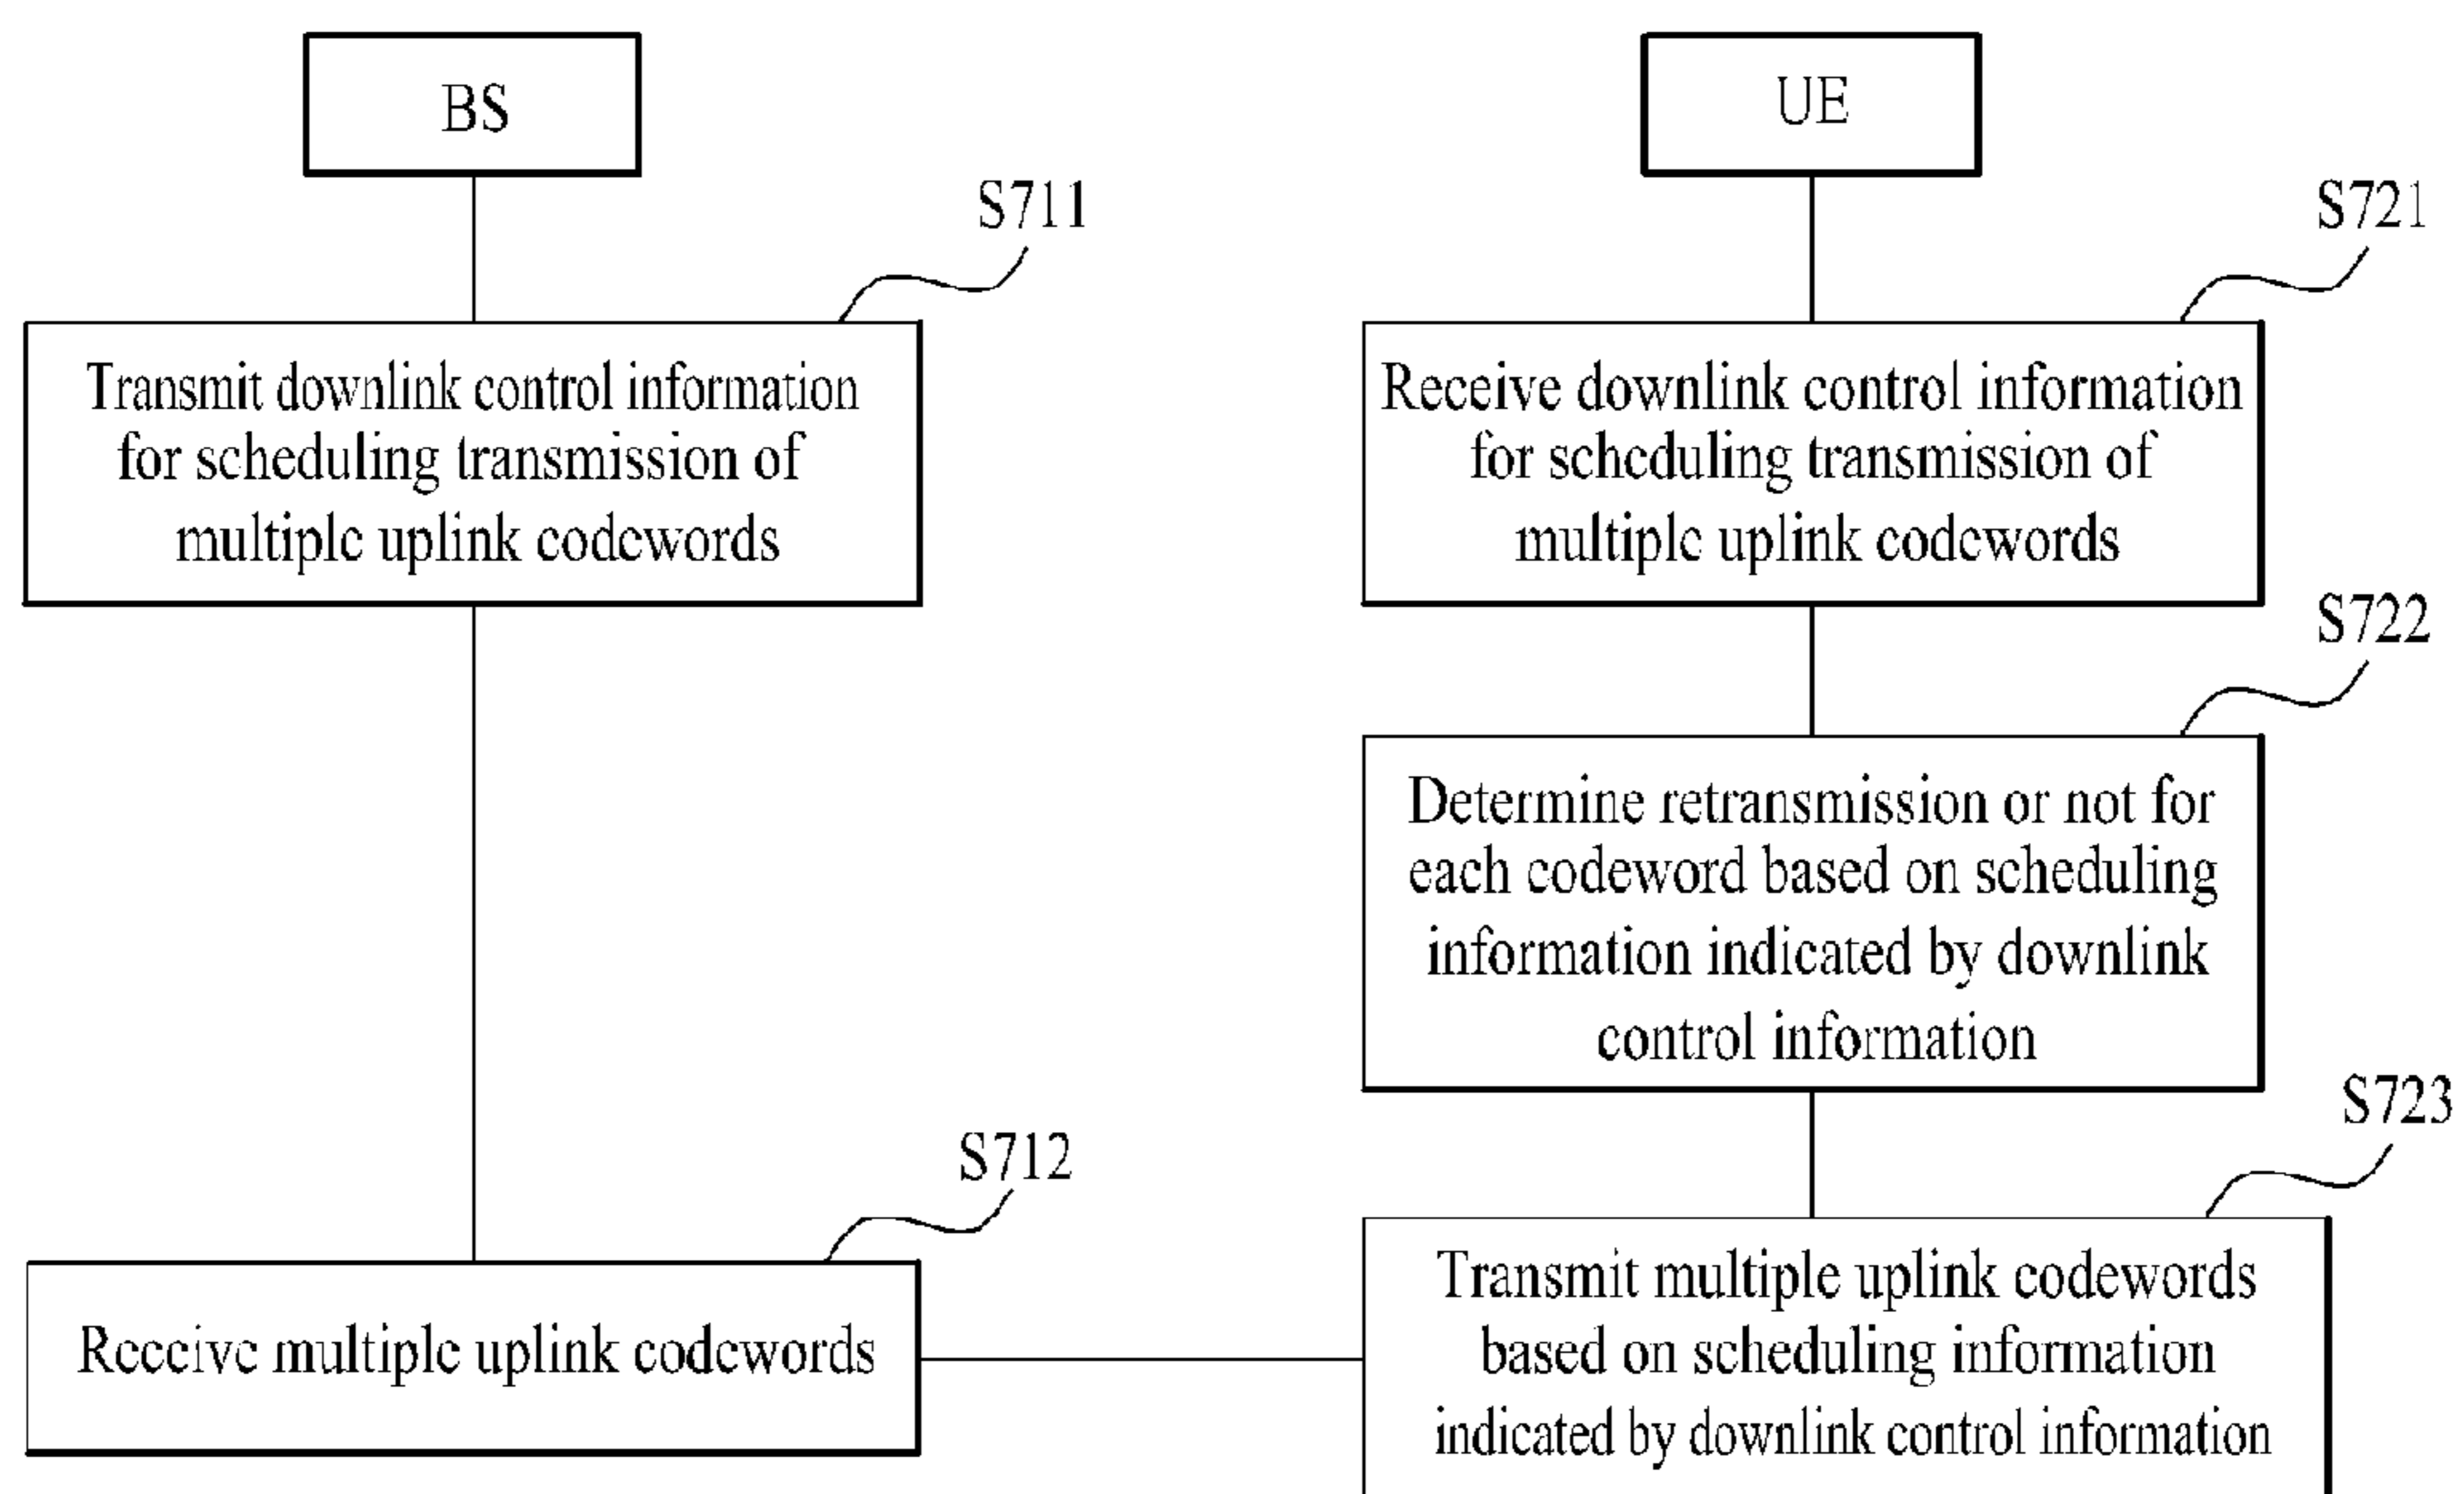 BS
S711
Transmit downlink control information
for scheduling transmission of
multiple uplink codewords
S712
Receive multiple uplink codewords
UE
S721
Receive downlink control information
for scheduling transmission of
multiple uplink codewords
S722
Determine retransmission or not for
each codeword based on scheduling
information indicated by downlink
control information
S723
Transmit multiple uplink codewords
based on scheduling information
indicated by downlink control information